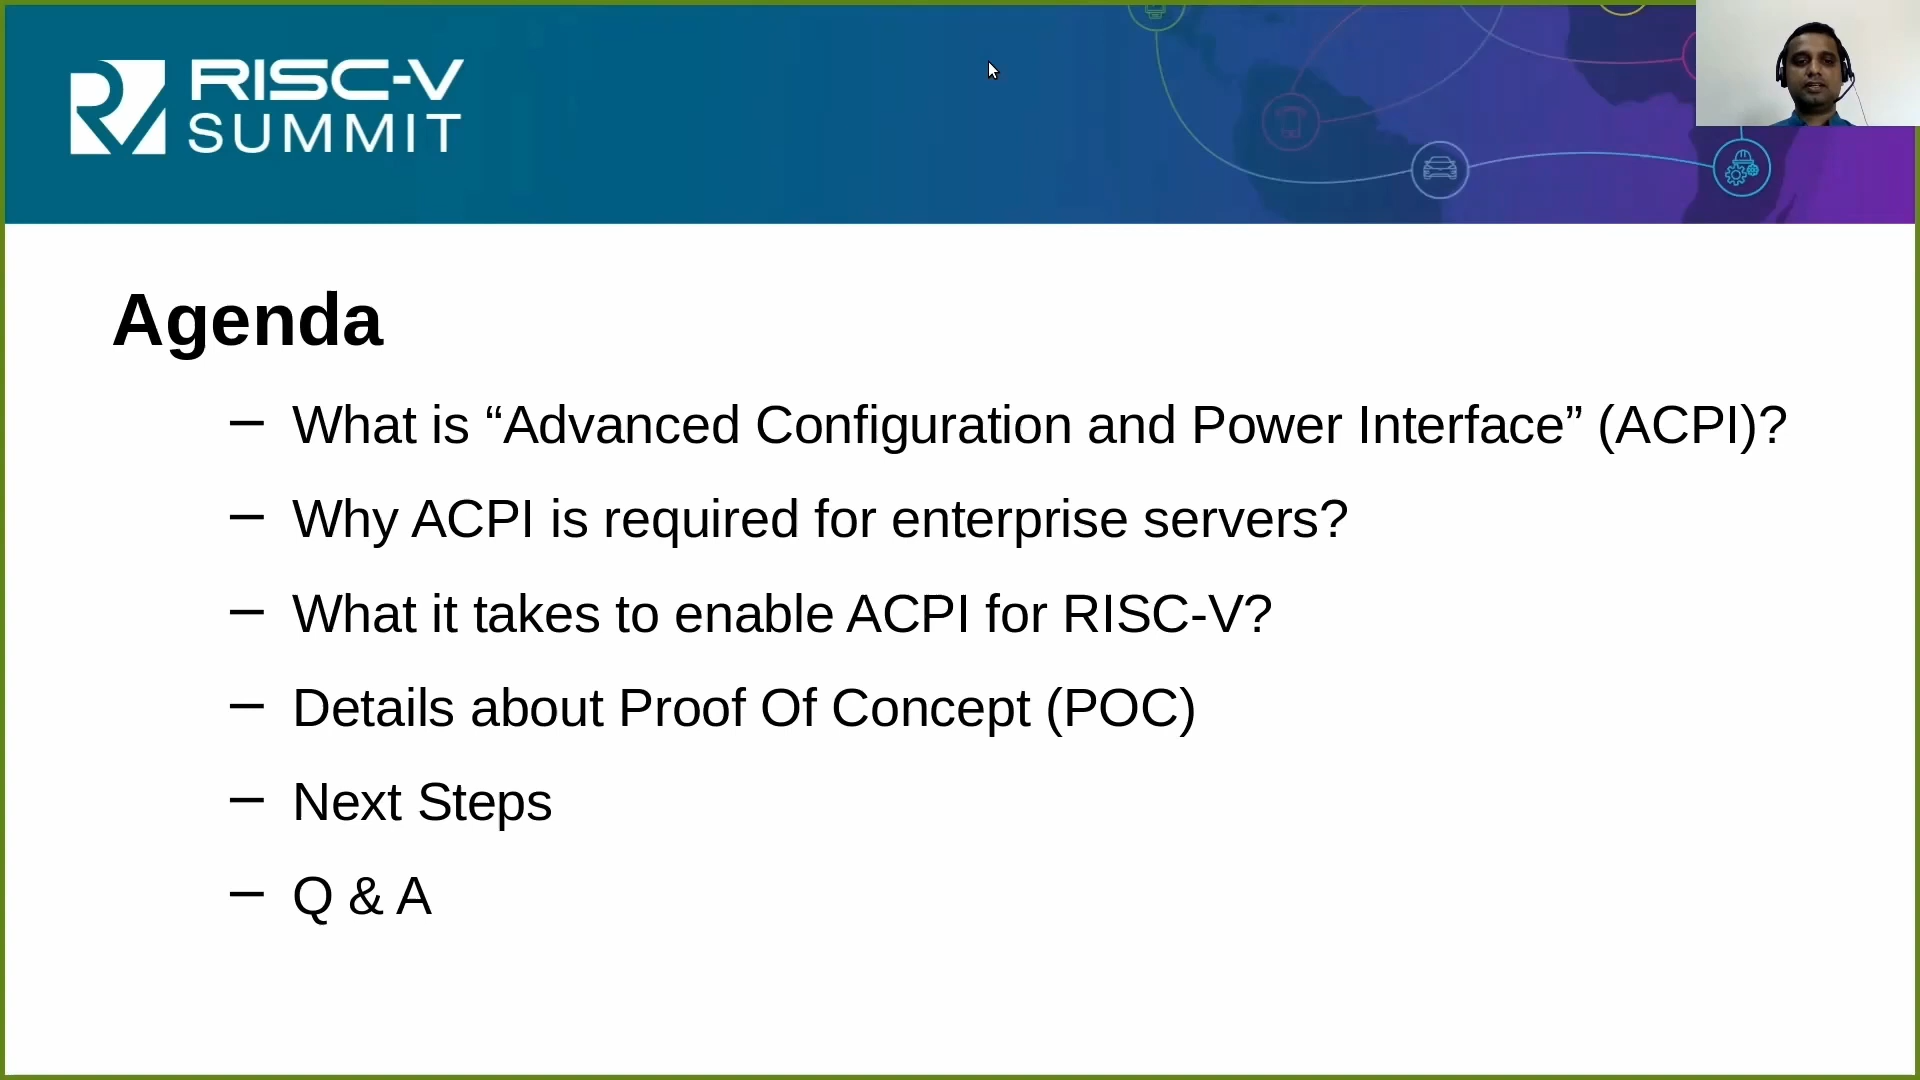 RISC-V
SUMMIT
Agenda
– What is “Advanced Configuration and Power Interface” (ACPI)?
– Why ACPI is required for enterprise servers?
– What it takes to enable ACPI for RISC-V?
– Details about Proof Of Concept (POC)
– Next Steps
– Q & A